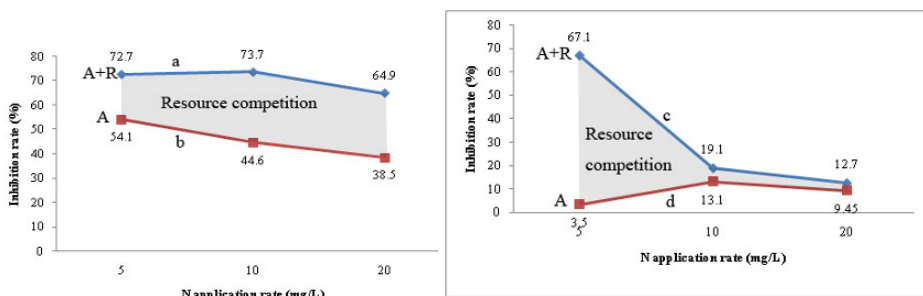 Inhibition rate (%)
80
70
60
50
40
30
20
10
0
A+R
72.7
a
73.7
64.9
Resource competition
A
54.1
b
44.6
38.5
5
10
20
N application rate (mg/L)
Inhibition rate (%)
80
70
60
50
40
30
20
10
0
A+R
67.1
c
Resource
competition
19.1
12.7
A
3.5
d
13.1
9.45
5
10
20
N application rate (mg/L)